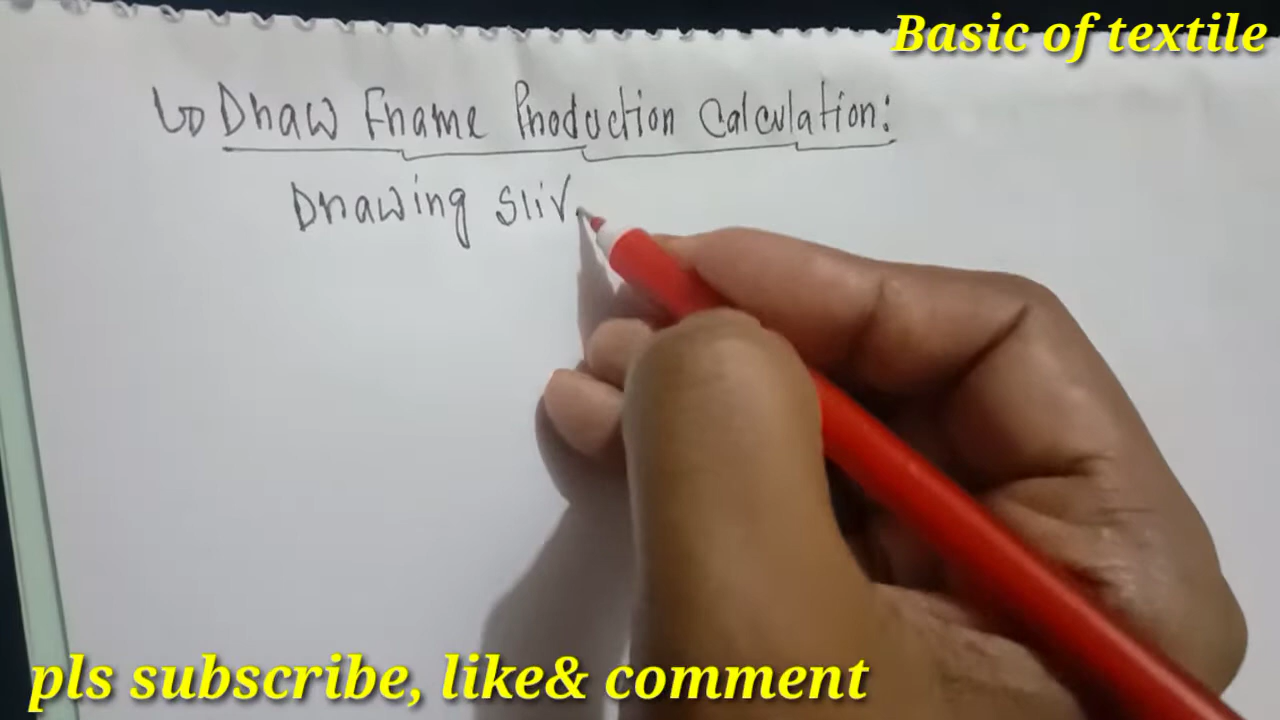 Basic of textile
Draw Frame Production Calculation:
Drawing Sliv
pls subscribe, like& comment